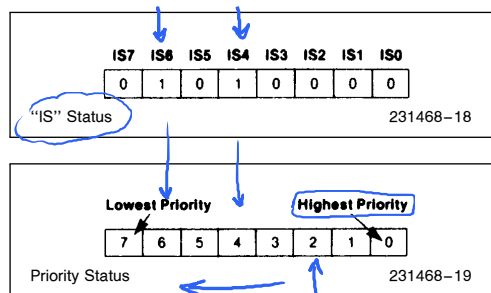 IS7 IS6 IS5 IS4 IS3 IS2 IS1 IS0
0 1 0 1 0 0 0 0
"IS" Status 231468–18
Lowest Priority Highest Priority
7 6 5 4 3 2 1 0
Priority Status 231468–19